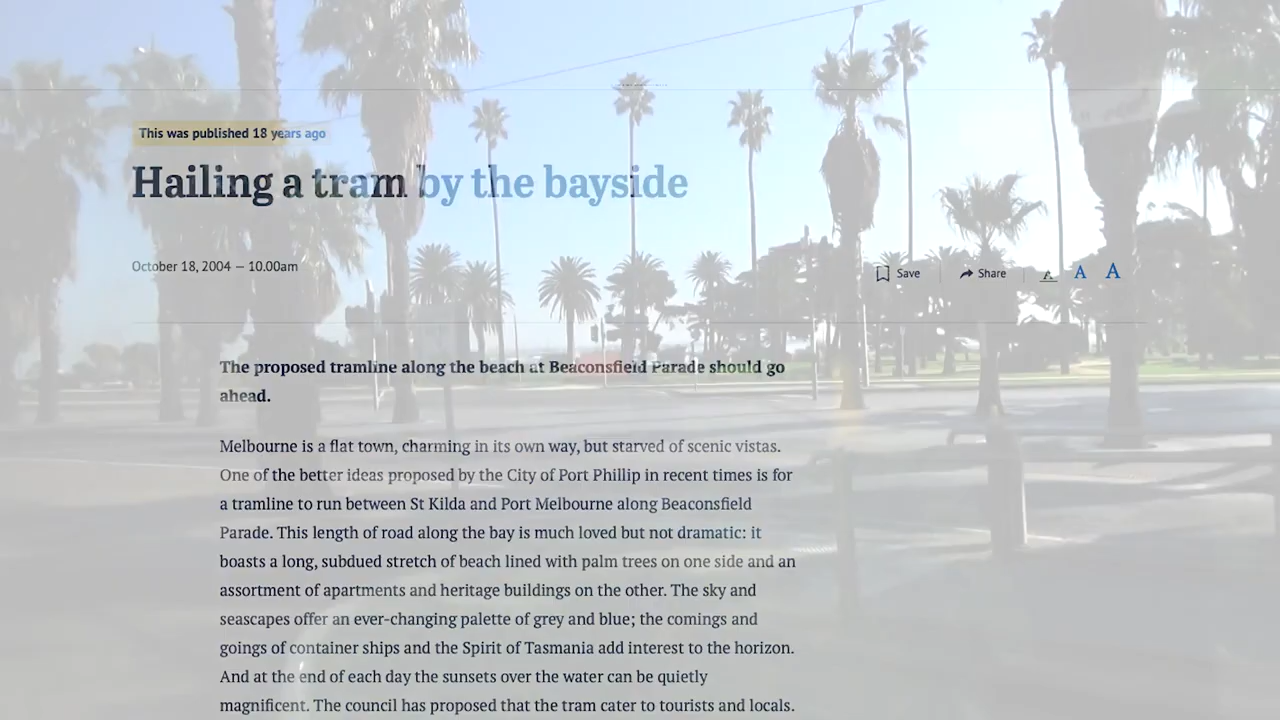 This was published 18 years ago
Hailing a tram by the bayside
October 18, 2004 — 10.00am
Save
Share
A
A
A
The proposed tramline along the beach at Beaconsfield Parade should go
ahead.
Melbourne is a flat town, charming in its own way, but starved of scenic vistas.
One of the better ideas proposed by the City of Port Phillip in recent times is for
a tramline to run between St Kilda and Port Melbourne along Beaconsfield
Parade. This length of road along the bay is much loved but not dramatic: it
boasts a long, subdued stretch of beach lined with palm trees on one side and an
assortment of apartments and heritage buildings on the other. The sky and
seascapes offer an ever-changing palette of grey and blue; the comings and
goings of container ships and the Spirit of Tasmania add interest to the horizon.
And at the end of each day the sunsets over the water can be quietly
magnificent. The council has proposed that the tram cater to tourists and locals.